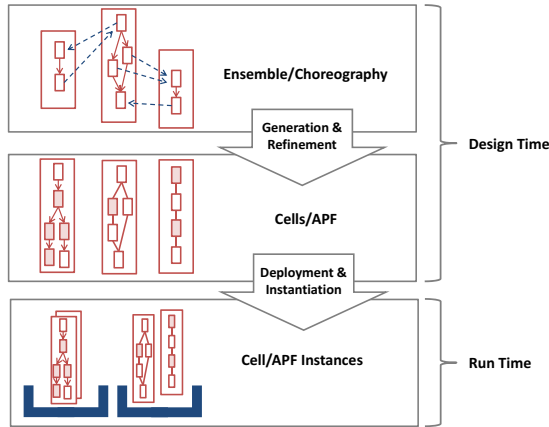 Ensemble/Choreography
Generation &
Refinement
Design Time
Cells/APF
Deployment &
Instantiation
Cell/APF Instances
Run Time